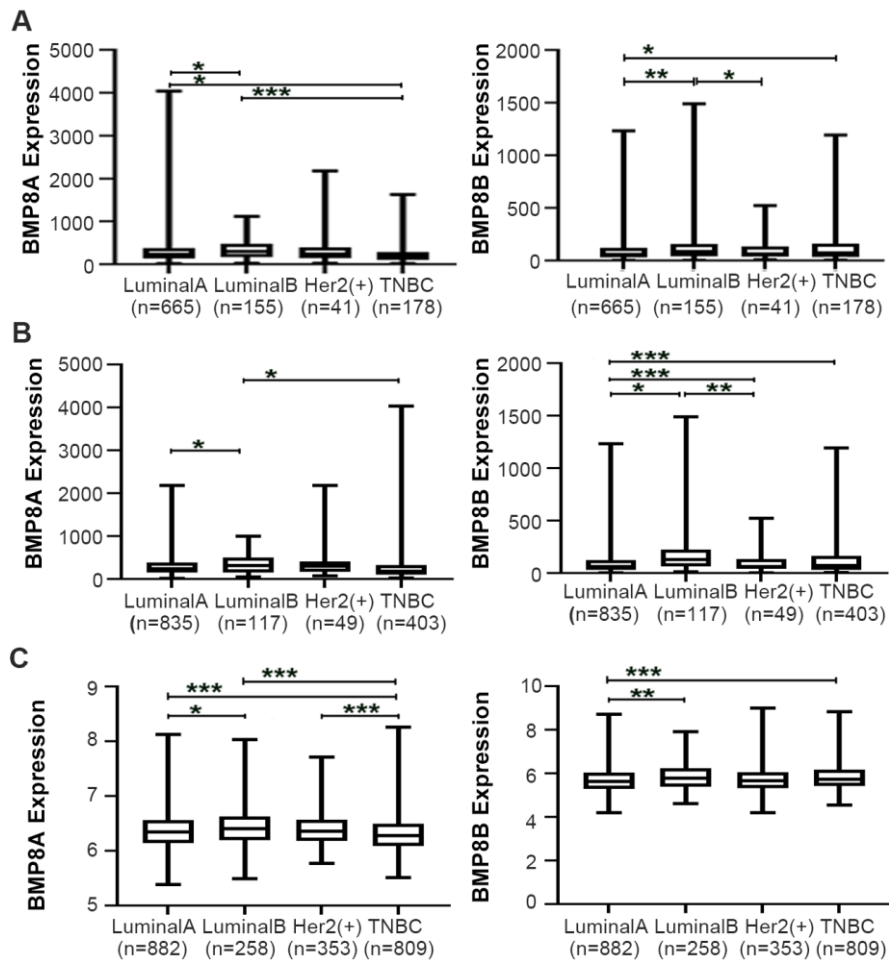 A
BMP8A Expression
5000
4000
3000
2000
1000
0
*
*
***
LuminalA LuminalB Her2(+) TNBC
(n=665) (n=155) (n=41) (n=178)
BMP8B Expression
2000
1500
1000
500
0
*
** *
LuminalA LuminalB Her2(+) TNBC
(n=665) (n=155) (n=41) (n=178)
B
BMP8A Expression
5000
4000
3000
2000
1000
0
*
*
LuminalA LuminalB Her2(+) TNBC
(n=835) (n=117) (n=49) (n=403)
BMP8B Expression
2000
1500
1000
500
0
***
***
* **
LuminalA LuminalB Her2(+) TNBC
(n=835) (n=117) (n=49) (n=403)
C
BMP8A Expression
9
8
7
6
5
***
***
* ***
LuminalA LuminalB Her2(+) TNBC
(n=882) (n=258) (n=353) (n=809)
BMP8B Expression
10
8
6
4
2
0
***
**
LuminalA LuminalB Her2(+) TNBC
(n=882) (n=258) (n=353) (n=809)